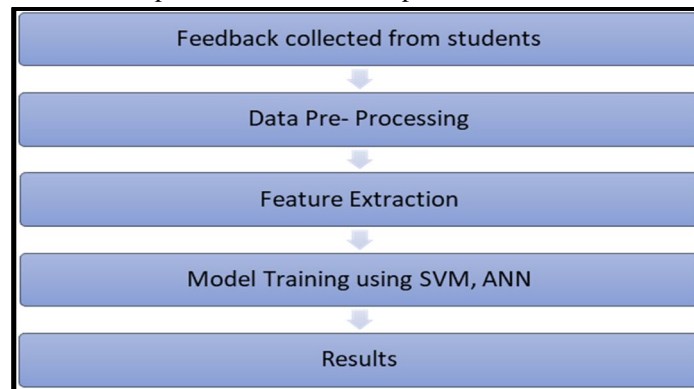 Feedback collected from students
Data Pre- Processing
Feature Extraction
Model Training using SVM, ANN
Results